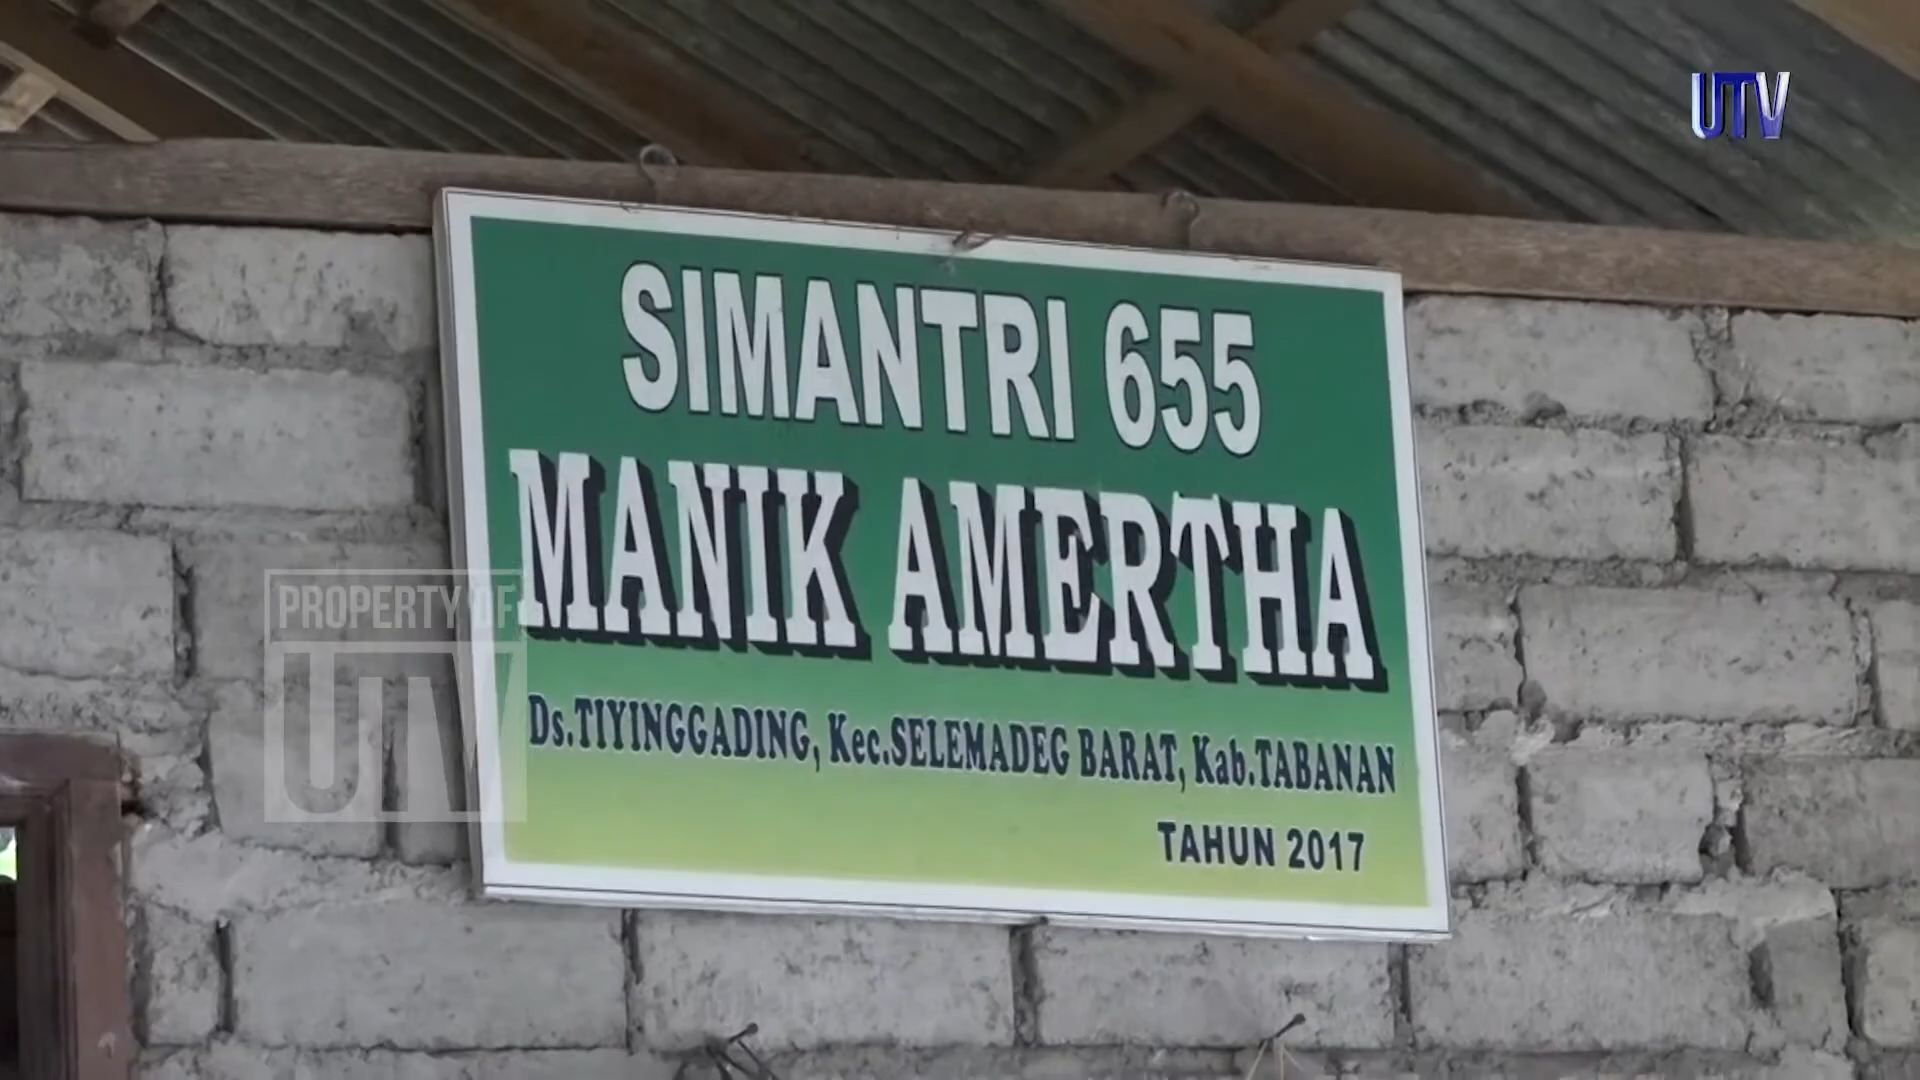 UTV
SIMANTRI 655
MANIK AMERTHA
PROPERTY OF
UTV
Ds.TIYINGGADING, Kec.SELEMADEG BARAT, Kab.TABANAN
TAHUN 2017